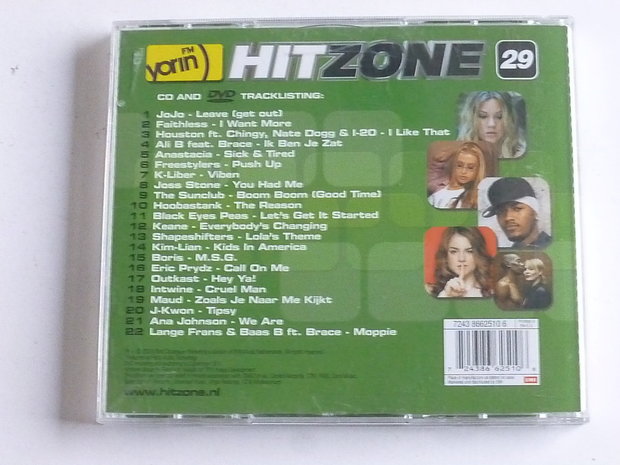 yorin FM
HITZONE 29
CD AND DVD TRACKLISTING:
1 JoJo - Leave (get out)
2 Faithless - I Want More
3 Houston ft. Chingy, Nate Dogg & I-20 - I Like That
4 Ali B feat. Brace - Ik Ben Je Zat
5 Anastacia - Sick & Tired
6 Freestylers - Push Up
7 K-Liber - Viben
8 Joss Stone - You Had Me
9 The Sunclub - Boom Boom (Good Time)
10 Hoobastank - The Reason
11 Black Eyes Peas - Let's Get It Started
12 Keane - Everybody's Changing
13 Shapeshifters - Lola's Theme
14 Kim-Lian - Kids In America
15 Boris - M.S.G.
16 Eric Prydz - Call On Me
17 Outkast - Hey Ya!
18 Intwine - Cruel Man
19 Maud - Zoals Je Naar Me Kijkt
20 J-Kwon - Tipsy
21 Ana Johnson - We Are
22 Lange Frans & Baas B ft. Brace - Moppie
7243 8662510 6
7 24386 62510 6
EMI
www.hitzone.nl